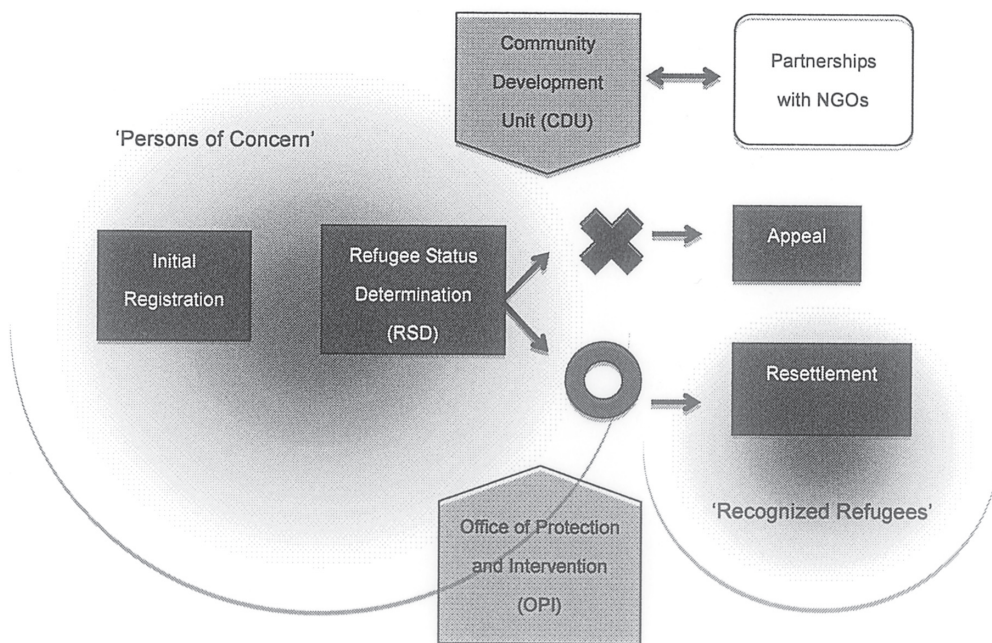 Community
Development
Unit (CDU)
Partnerships
with NGOs
'Persons of Concern'
Initial
Registration
Refugee Status
Determination
(RSD)
Appeal
Resettlement
'Recognized Refugees'
Office of Protection
and Intervention
(OPI)